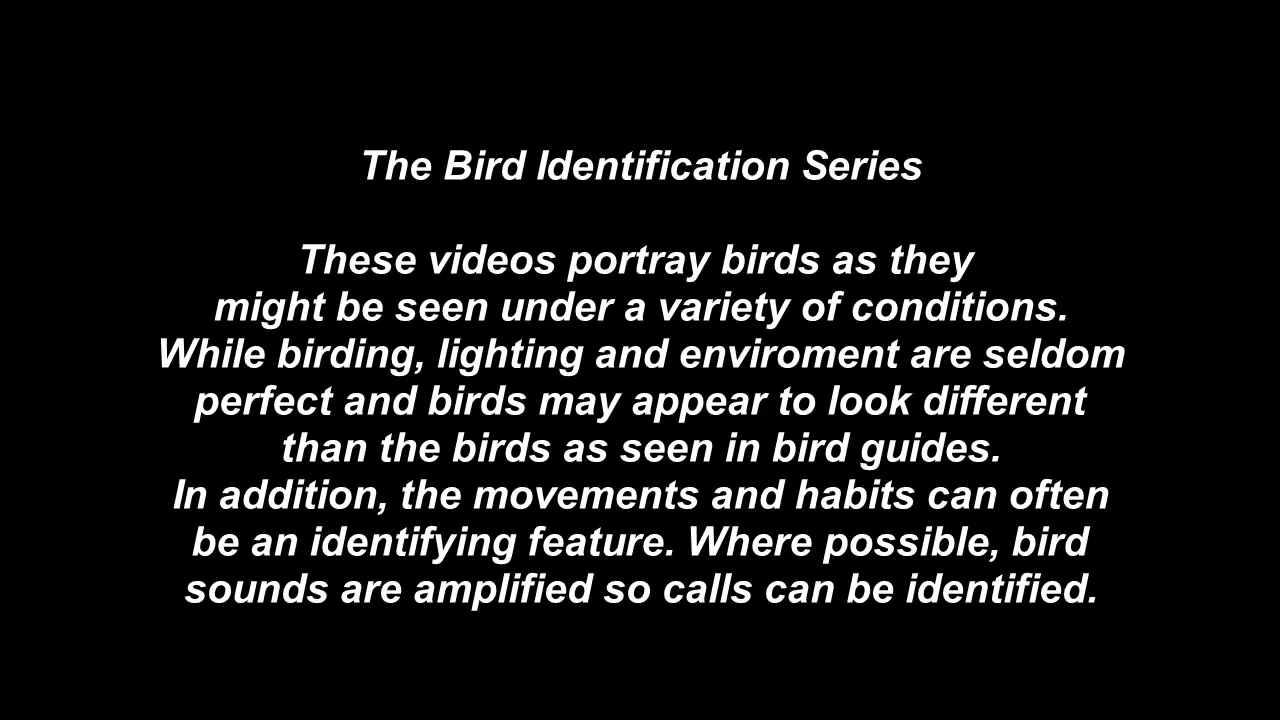 The Bird Identification Series
These videos portray birds as they
might be seen under a variety of conditions.
While birding, lighting and enviroment are seldom
perfect and birds may appear to look different
than the birds as seen in bird guides.
In addition, the movements and habits can often
be an identifying feature. Where possible, bird
sounds are amplified so calls can be identified.